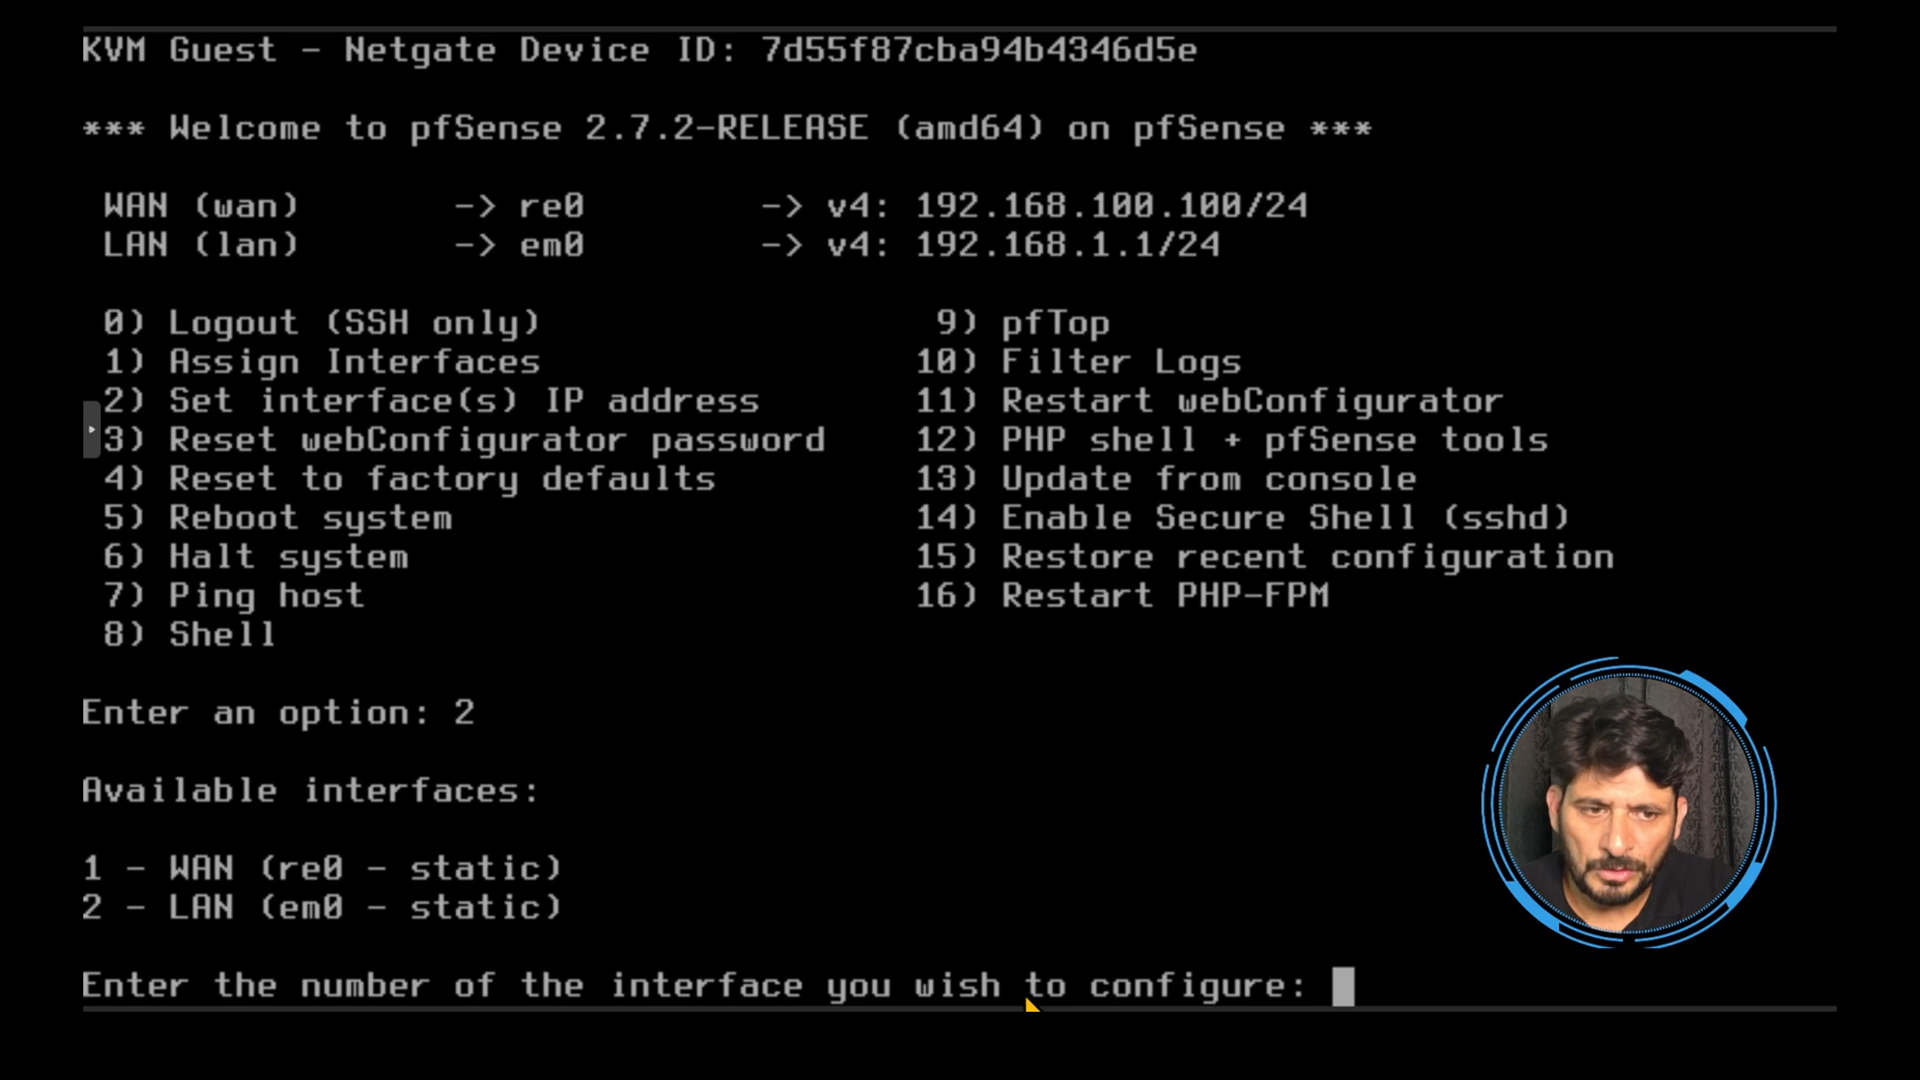 KVM Guest - Netgate Device ID: 7d55f87cba94b4346d5e
*** Welcome to pfSense 2.7.2-RELEASE (amd64) on pfSense ***
WAN (wan) -> re0 -> v4: 192.168.100.100/24
LAN (lan) -> em0 -> v4: 192.168.1.1/24
0) Logout (SSH only) 9) pfTop
1) Assign Interfaces 10) Filter Logs
2) Set interface(s) IP address 11) Restart webConfigurator
3) Reset webConfigurator password 12) PHP shell + pfSense tools
4) Reset to factory defaults 13) Update from console
5) Reboot system 14) Enable Secure Shell (sshd)
6) Halt system 15) Restore recent configuration
7) Ping host 16) Restart PHP-FPM
8) Shell
Enter an option: 2
Available interfaces:
1 - WAN (re0 - static)
2 - LAN (em0 - static)
Enter the number of the interface you wish to configure: